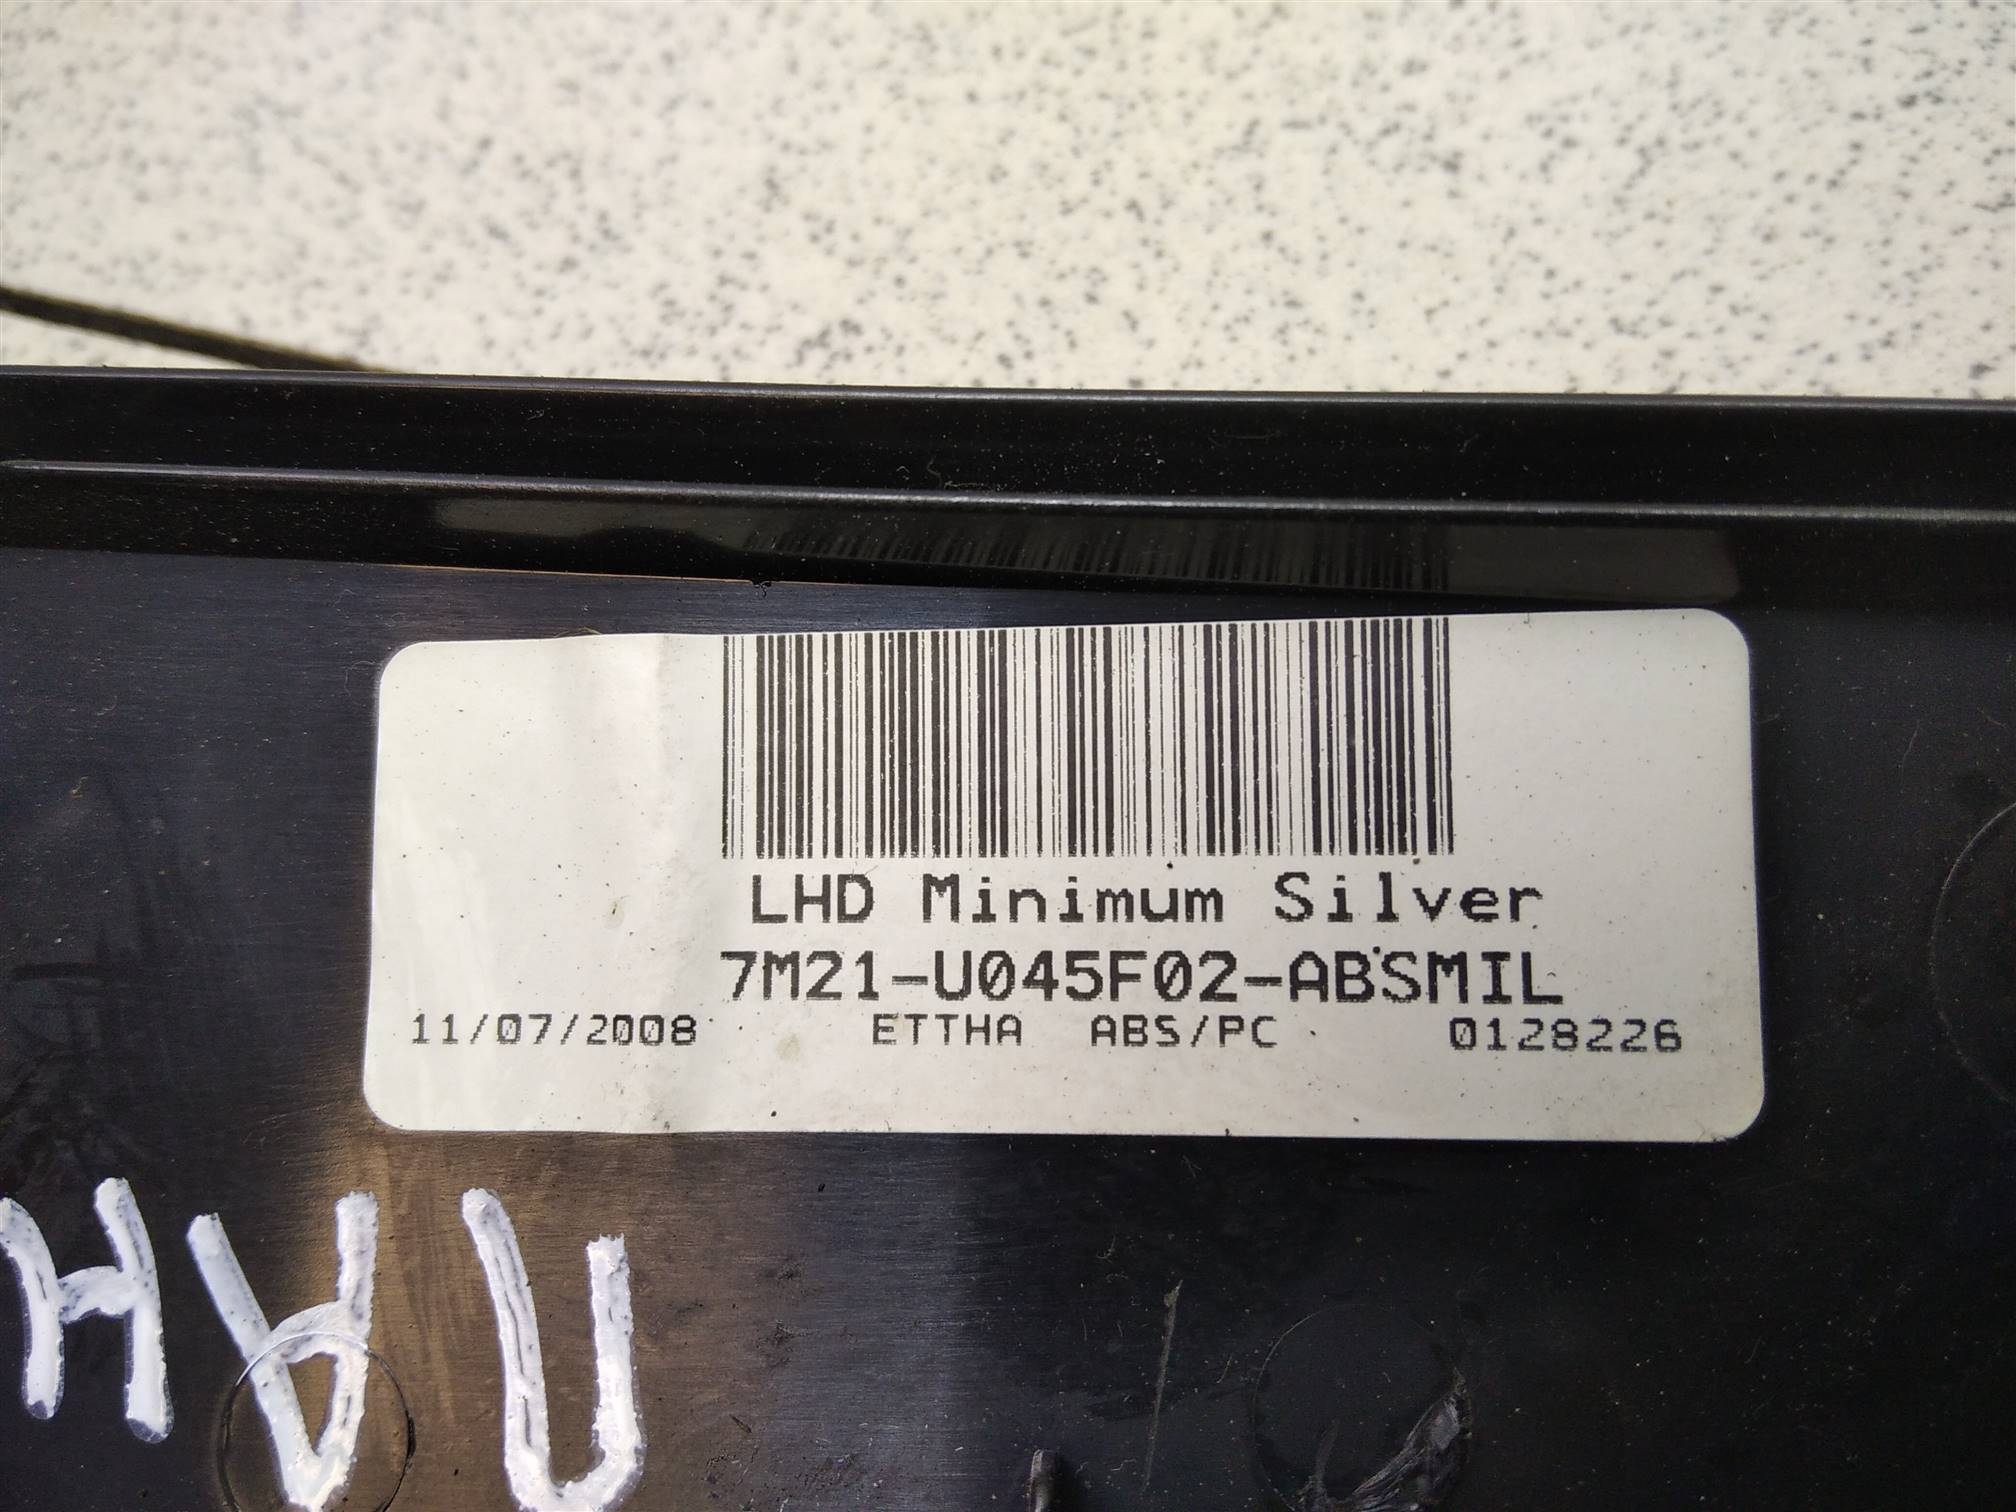 LHD Minimum Silver
7M21-U045F02-ABSMIL
11/07/2008 ETTHA ABS/PC 0128226